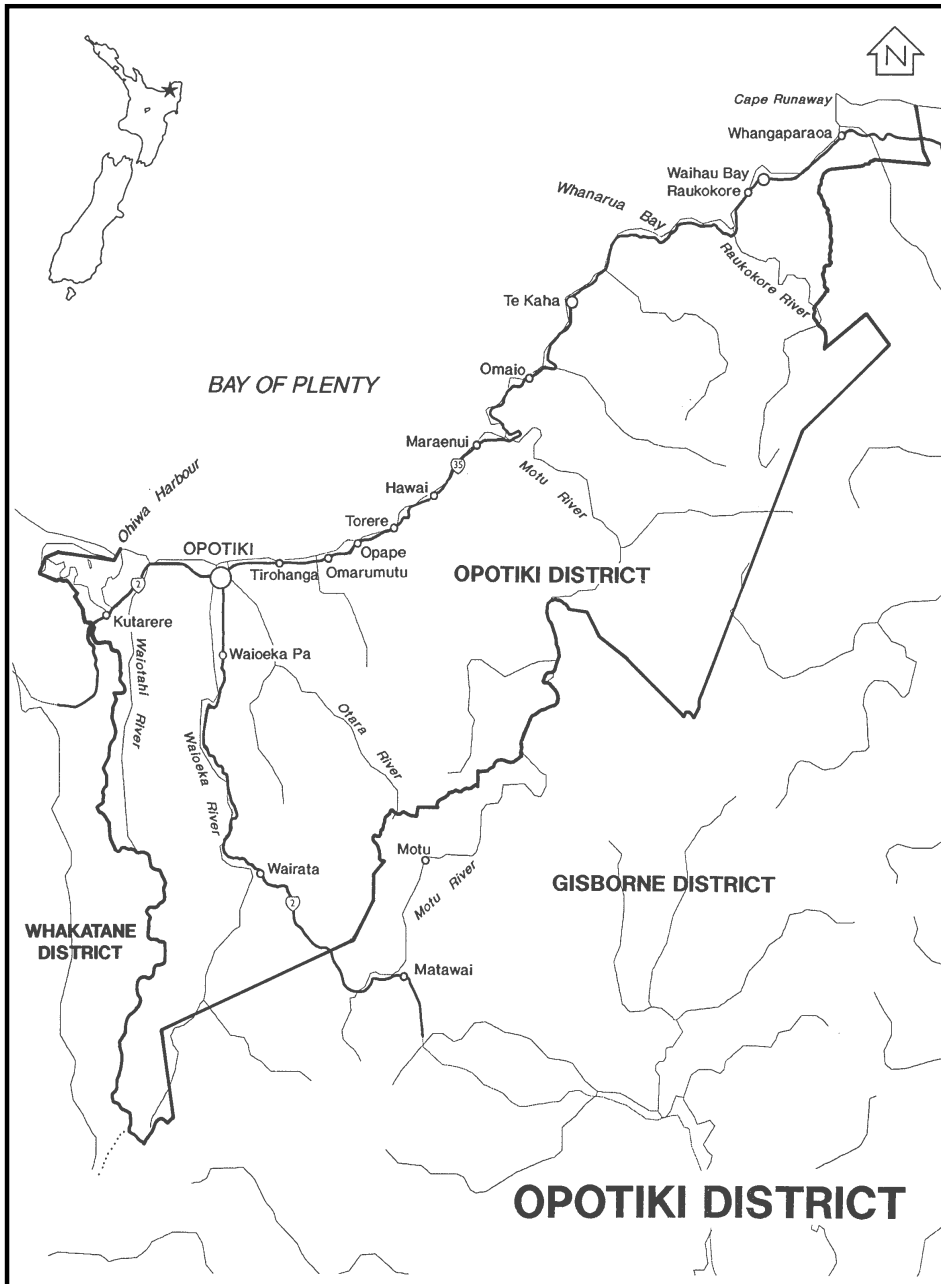 N
Cape Runaway
Whangaparaoa
Waihau Bay
Raukokore
Whanarua Bay
Raukokore River
Te Kaha
Omaio
BAY OF PLENTY
Maraenui
35
Motu River
Hawai
Ohiwa Harbour
Torere
OPOTIKI
Opape
Tirohanga
Omarumutu
OPOTIKI DISTRICT
2
Kutarere
Waiotahi River
Waioeka Pa
Otara River
Waioeka River
Motu
Wairata
Motu River
GISBORNE DISTRICT
2
WHAKATANE
DISTRICT
Matawai
OPOTIKI DISTRICT